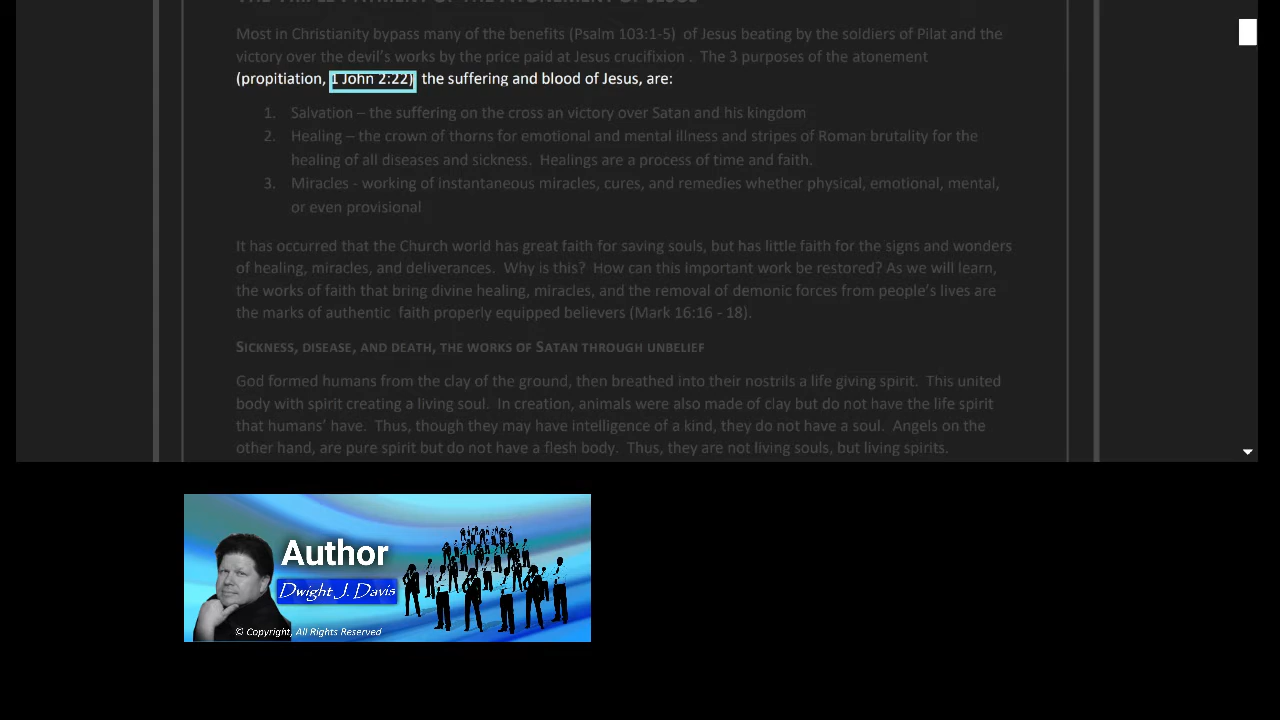 THE TRIPLE PAYMENT OF THE ATONEMENT OF JESUS
Most in Christianity bypass many of the benefits (Psalm 103:1-5)  of Jesus beating by the soldiers of Pilat and the
victory over the devil's works by the price paid at Jesus crucifixion .  The 3 purposes of the atonement
(propitiation, 1 John 2:22)  the suffering and blood of Jesus, are:
1. Salvation – the suffering on the cross an victory over Satan and his kingdom
2. Healing – the crown of thorns for emotional and mental illness and stripes of Roman brutality for the
healing of all diseases and sickness.  Healings are a process of time and faith.
3. Miracles - working of instantaneous miracles, cures, and remedies whether physical, emotional, mental,
or even provisional
It has occurred that the Church world has great faith for saving souls, but has little faith for the signs and wonders
of healing, miracles, and deliverances.  Why is this?  How can this important work be restored? As we will learn,
the works of faith that bring divine healing, miracles, and the removal of demonic forces from people's lives are
the marks of authentic  faith properly equipped believers (Mark 16:16 - 18).
SICKNESS, DISEASE, AND DEATH, THE WORKS OF SATAN THROUGH UNBELIEF
God formed humans from the clay of the ground, then breathed into their nostrils a life giving spirit.  This united
body with spirit creating a living soul.  In creation, animals were also made of clay but do not have the life spirit
that humans' have.  Thus, though they may have intelligence of a kind, they do not have a soul.  Angels on the
other hand, are pure spirit but do not have a flesh body.  Thus, they are not living souls, but living spirits.
Author
Dwight J. Davis
© Copyright, All Rights Reserved